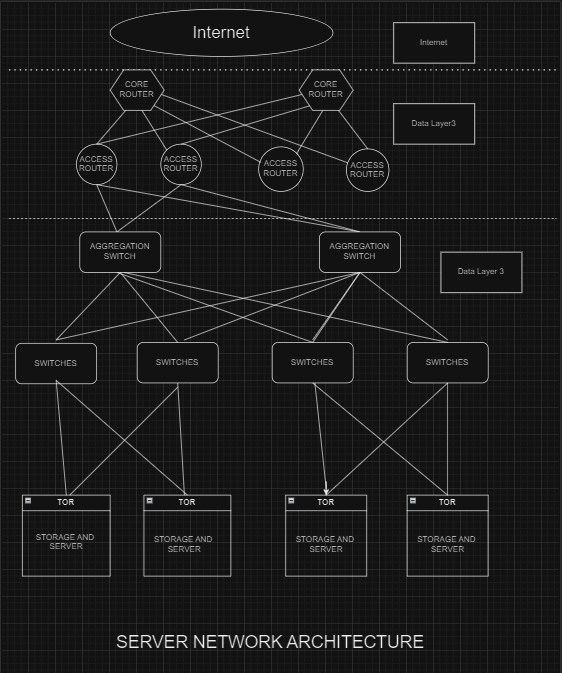 Internet
Internet
CORE
ROUTER
CORE
ROUTER
Data Layer3
ACCESS
ROUTER
ACCESS
ROUTER
ACCESS
ROUTER
ACCESS
ROUTER
AGGREGATION
SWITCH
AGGREGATION
SWITCH
Data Layer 3
SWITCHES
SWITCHES
SWITCHES
SWITCHES
TOR
TOR
TOR
TOR
STORAGE AND
SERVER
STORAGE AND
SERVER
STORAGE AND
SERVER
STORAGE AND
SERVER
SERVER NETWORK ARCHITECTURE